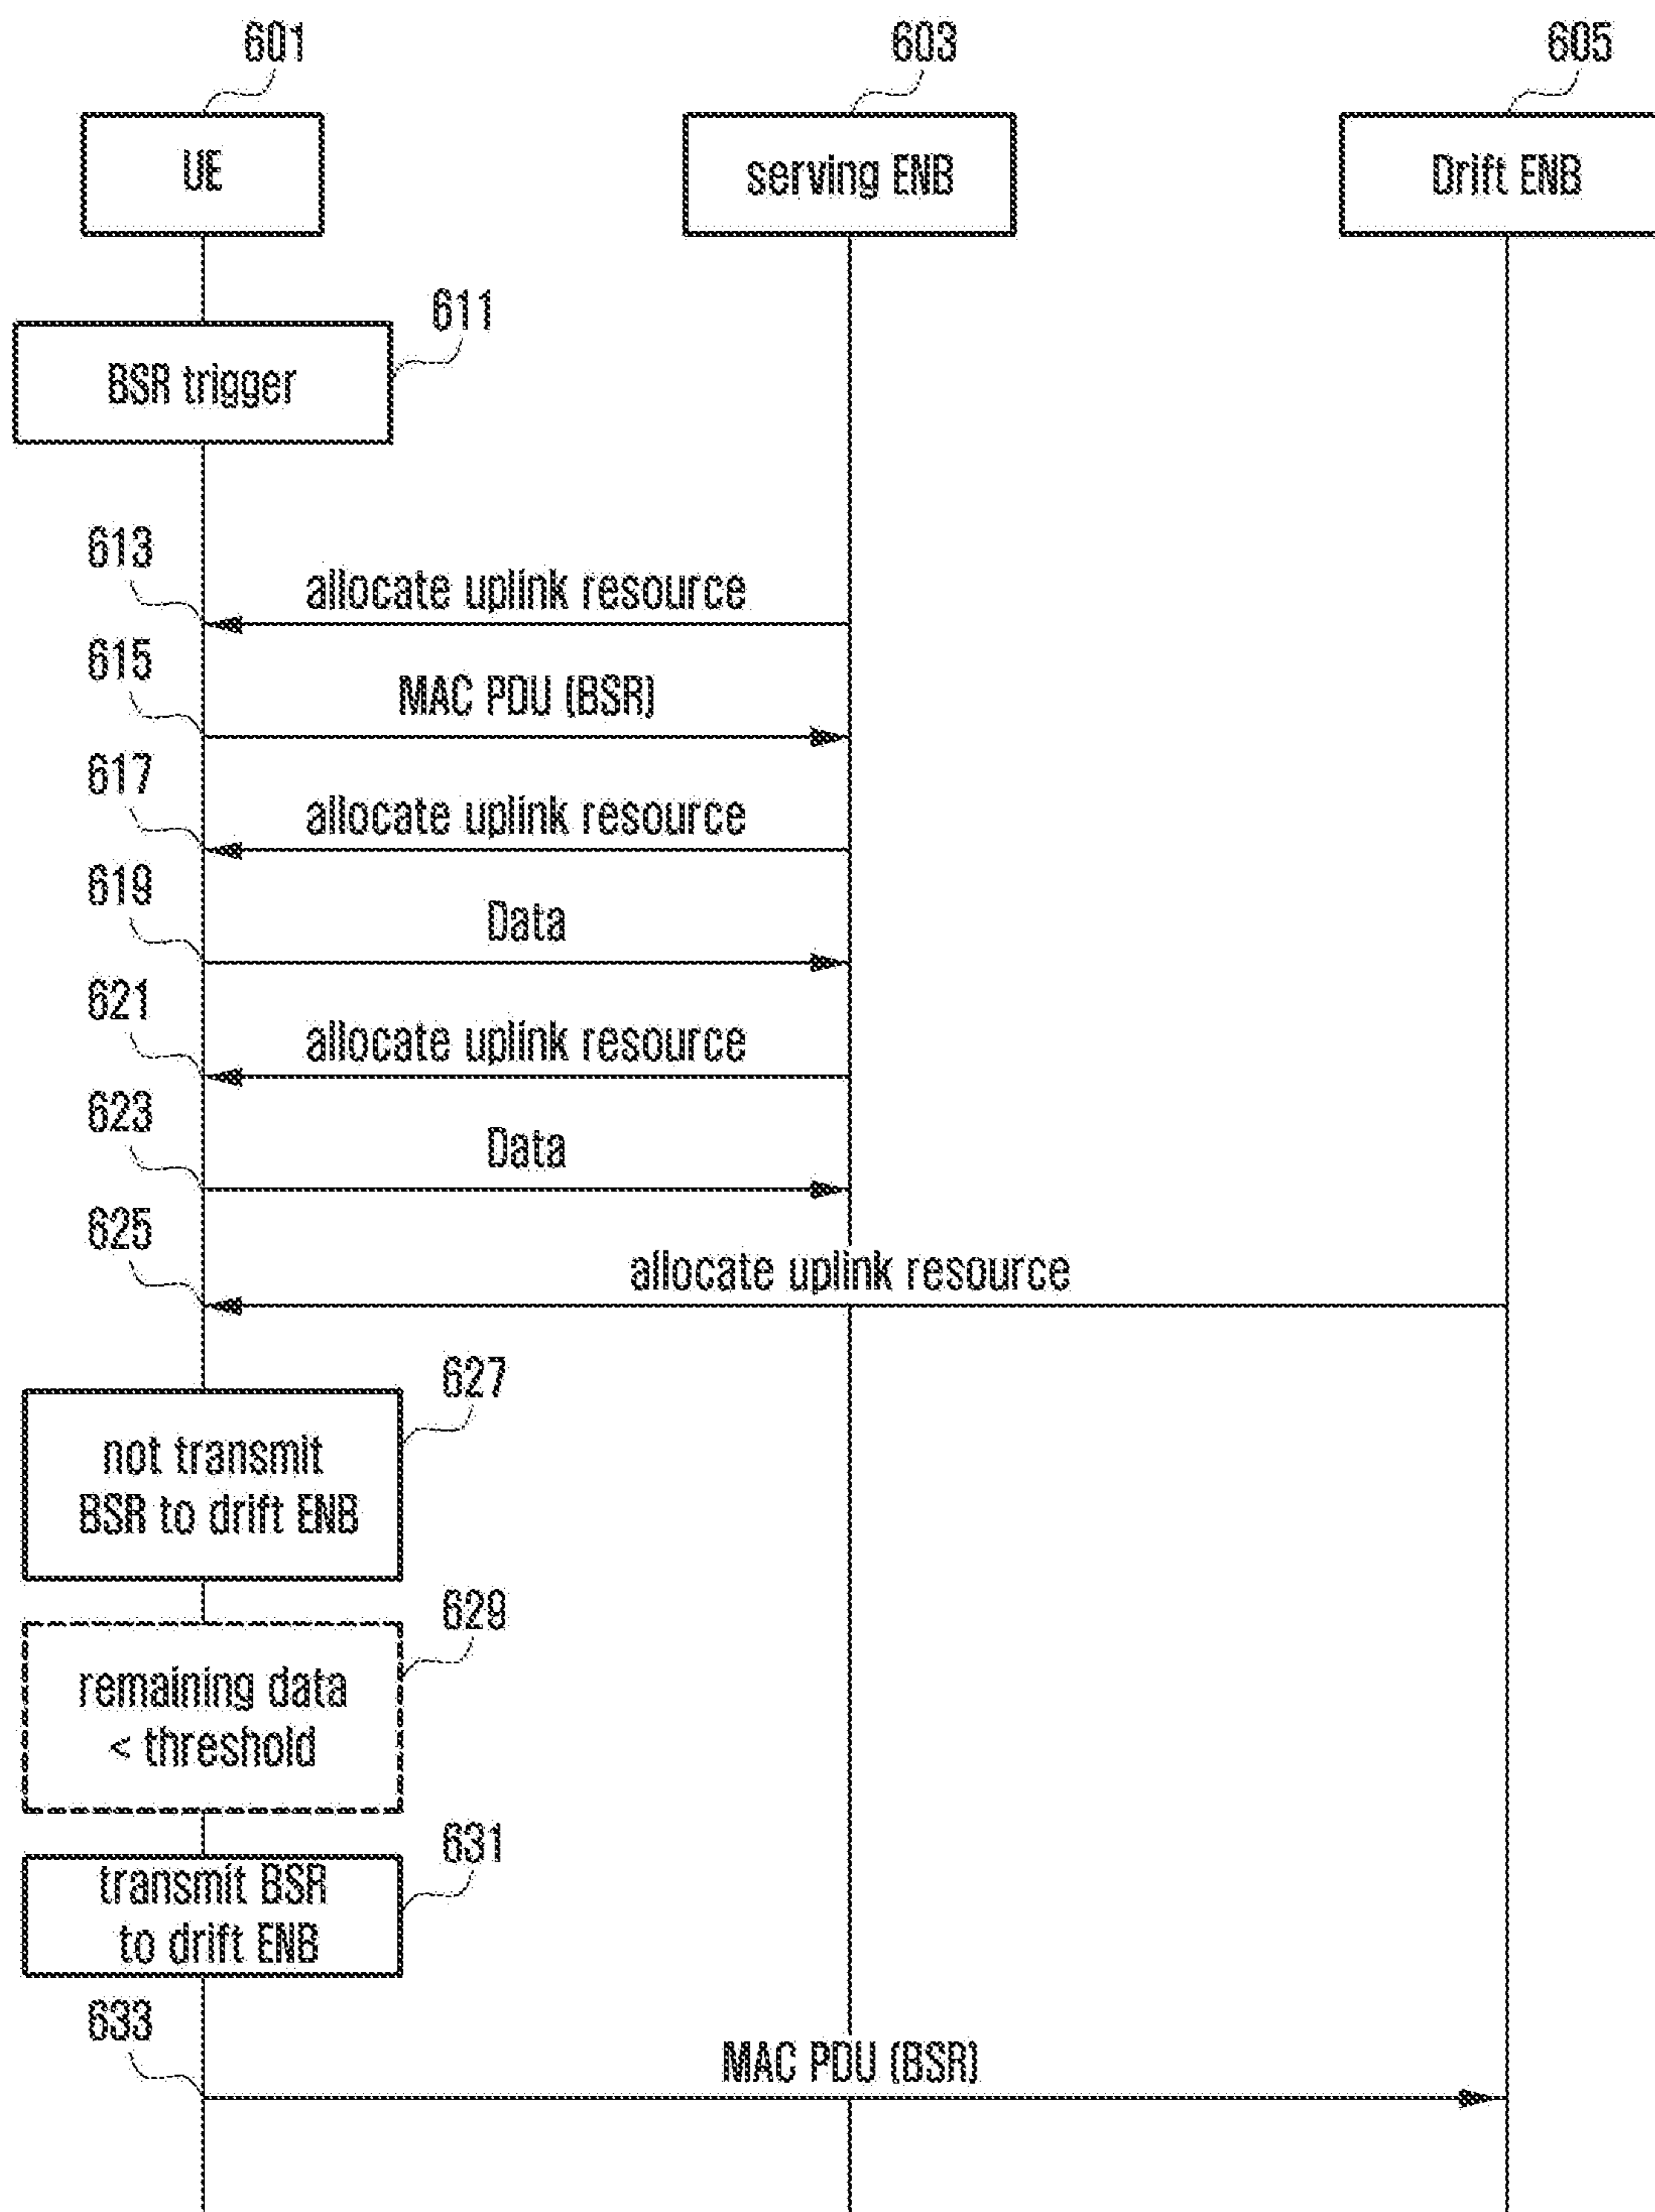 601
603
605
UE
serving ENB
Drift ENB
611
BSR trigger
613
allocate uplink resource
615
MAC PDU (BSR)
617
allocate uplink resource
619
Data
621
allocate uplink resource
623
Data
625
allocate uplink resource
627
not transmit
BSR to drift ENB
629
remaining data
< threshold
631
transmit BSR
to drift ENB
633
MAC PDU (BSR)